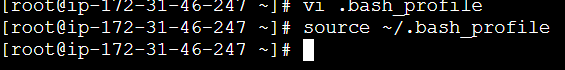 [root@ip-172-31-46-247 ~]# vi .bash_profile
[root@ip-172-31-46-247 ~]# source ~/.bash_profile
[root@ip-172-31-46-247 ~]#